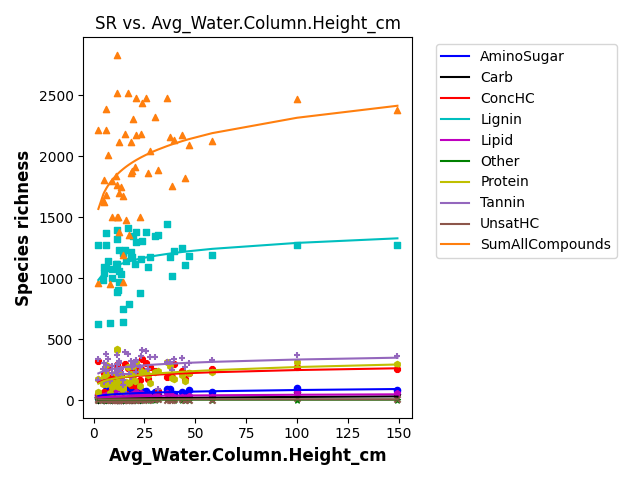 SR vs. Avg_Water.Column.Height_cm
Species richness
2500
2000
1500
1000
500
0
0 25 50 75 100 125 150
Avg_Water.Column.Height_cm
AminoSugar
Carb
ConcHC
Lignin
Lipid
Other
Protein
Tannin
UnsatHC
SumAllCompounds